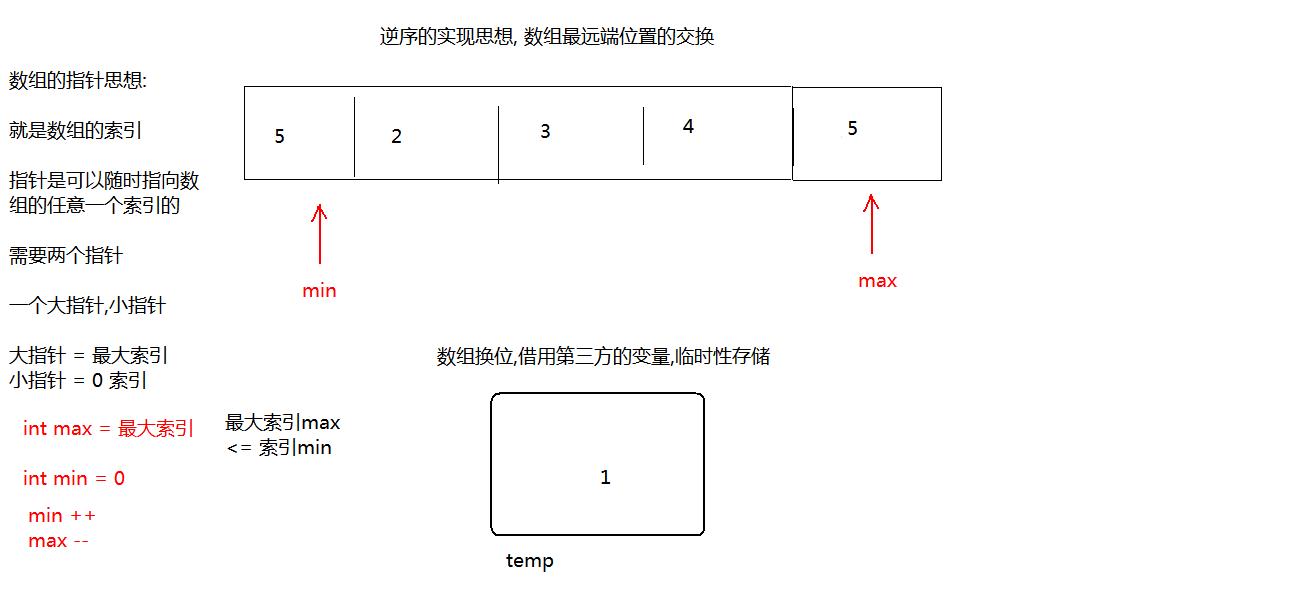 逆序的实现思想, 数组最远端位置的交换
数组的指针思想:
就是数组的索引
指针是可以随时指向数
组的任意一个索引的
需要两个指针
一个大指针,小指针
大指针 = 最大索引
小指针 = 0 索引
int max = 最大索引
int min = 0
min ++
max --
最大索引max
<= 索引min
5
2
3
4
5
min
max
数组换位,借用第三方的变量,临时性存储
1
temp